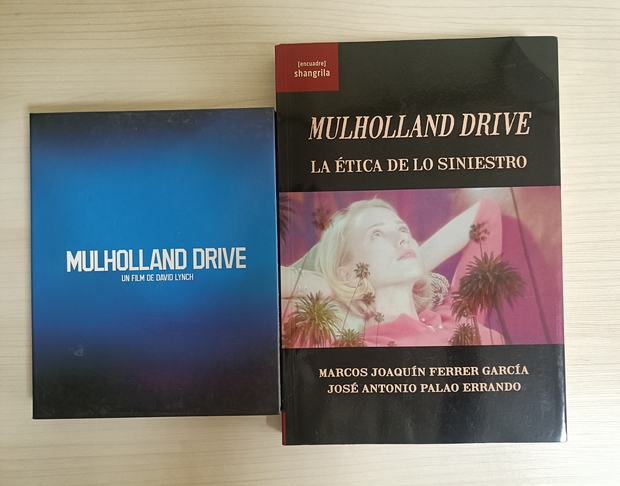 MULHOLLAND DRIVE
UN FILM DE DAVID LYNCH
[encuadre]
shangrila
MULHOLLAND DRIVE
LA ÉTICA DE LO SINIESTRO
MARCOS JOAQUÍN FERRER GARCÍA
JOSÉ ANTONIO PALAO ERRANDO